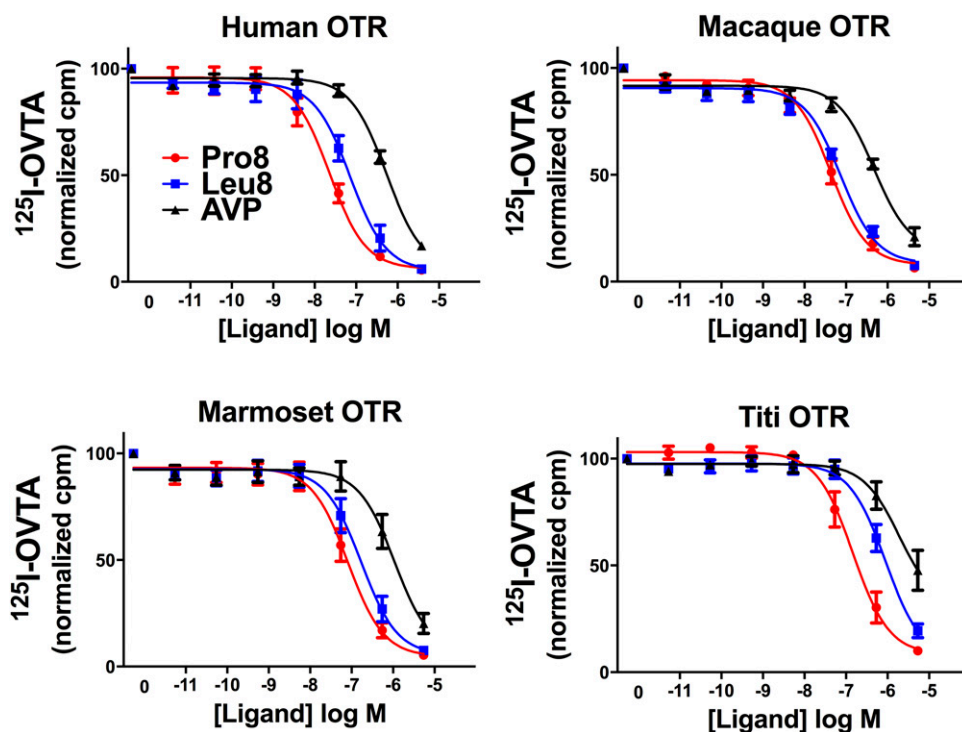 Human OTR
¹²⁵I-OVTA
(normalized cpm)
100
50
0
Pro8
Leu8
AVP
0 -11 -10 -9 -8 -7 -6 -5
[Ligand] log M
Macaque OTR
¹²⁵I-OVTA
(normalized cpm)
100
50
0
0 -11 -10 -9 -8 -7 -6 -5
[Ligand] log M
Marmoset OTR
¹²⁵I-OVTA
(normalized cpm)
100
50
0
0 -11 -10 -9 -8 -7 -6 -5
[Ligand] log M
Titi OTR
¹²⁵I-OVTA
(normalized cpm)
100
50
0
0 -11 -10 -9 -8 -7 -6 -5
[Ligand] log M